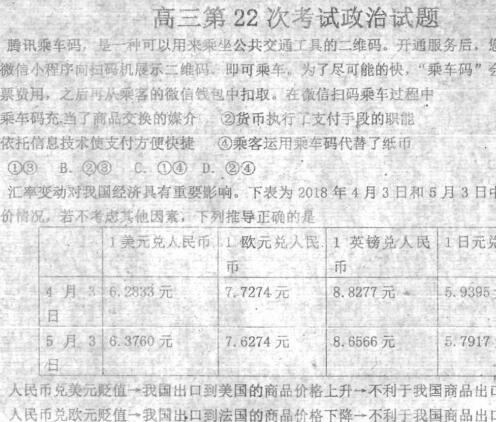 高三第 22 次考试政治试题
腾讯乘车码，是一种可以用来乘坐公共交通工具的二维码。开通服务后，您
微信小程序向扫码机展示二维码，即可乘车。为了尽可能的快，“乘车码”会
票费用，之后再从乘客的微信钱包中扣取。在微信扫码乘车过程中
乘车码充当了商品交换的媒介 ②货币执行了支付手段的职能
依托信息技术使支付方便快捷 ④乘客运用乘车码代替了纸币
①③ B. ②③ C. ①④ D. ②④
汇率变动对我国经济具有重要影响。下表为 2018 年 4 月 3 日和 5 月 3 日中
价情况，若不考虑其他因素，下列推导正确的是
1 美元兑人民币 1 欧元兑人民币 1 英镑兑人民币 1 日元兑
4 月 3 日 6.2833 元 7.7274 元 8.8277 元 5.9395
5 月 3 日 6.3760 元 7.6274 元 8.6566 元 5.7917
人民币兑美元贬值→我国出口到美国的商品价格上升→不利于我国商品出口
人民币兑欧元贬值→我国出口到法国的商品价格下降→不利于我国商品出口